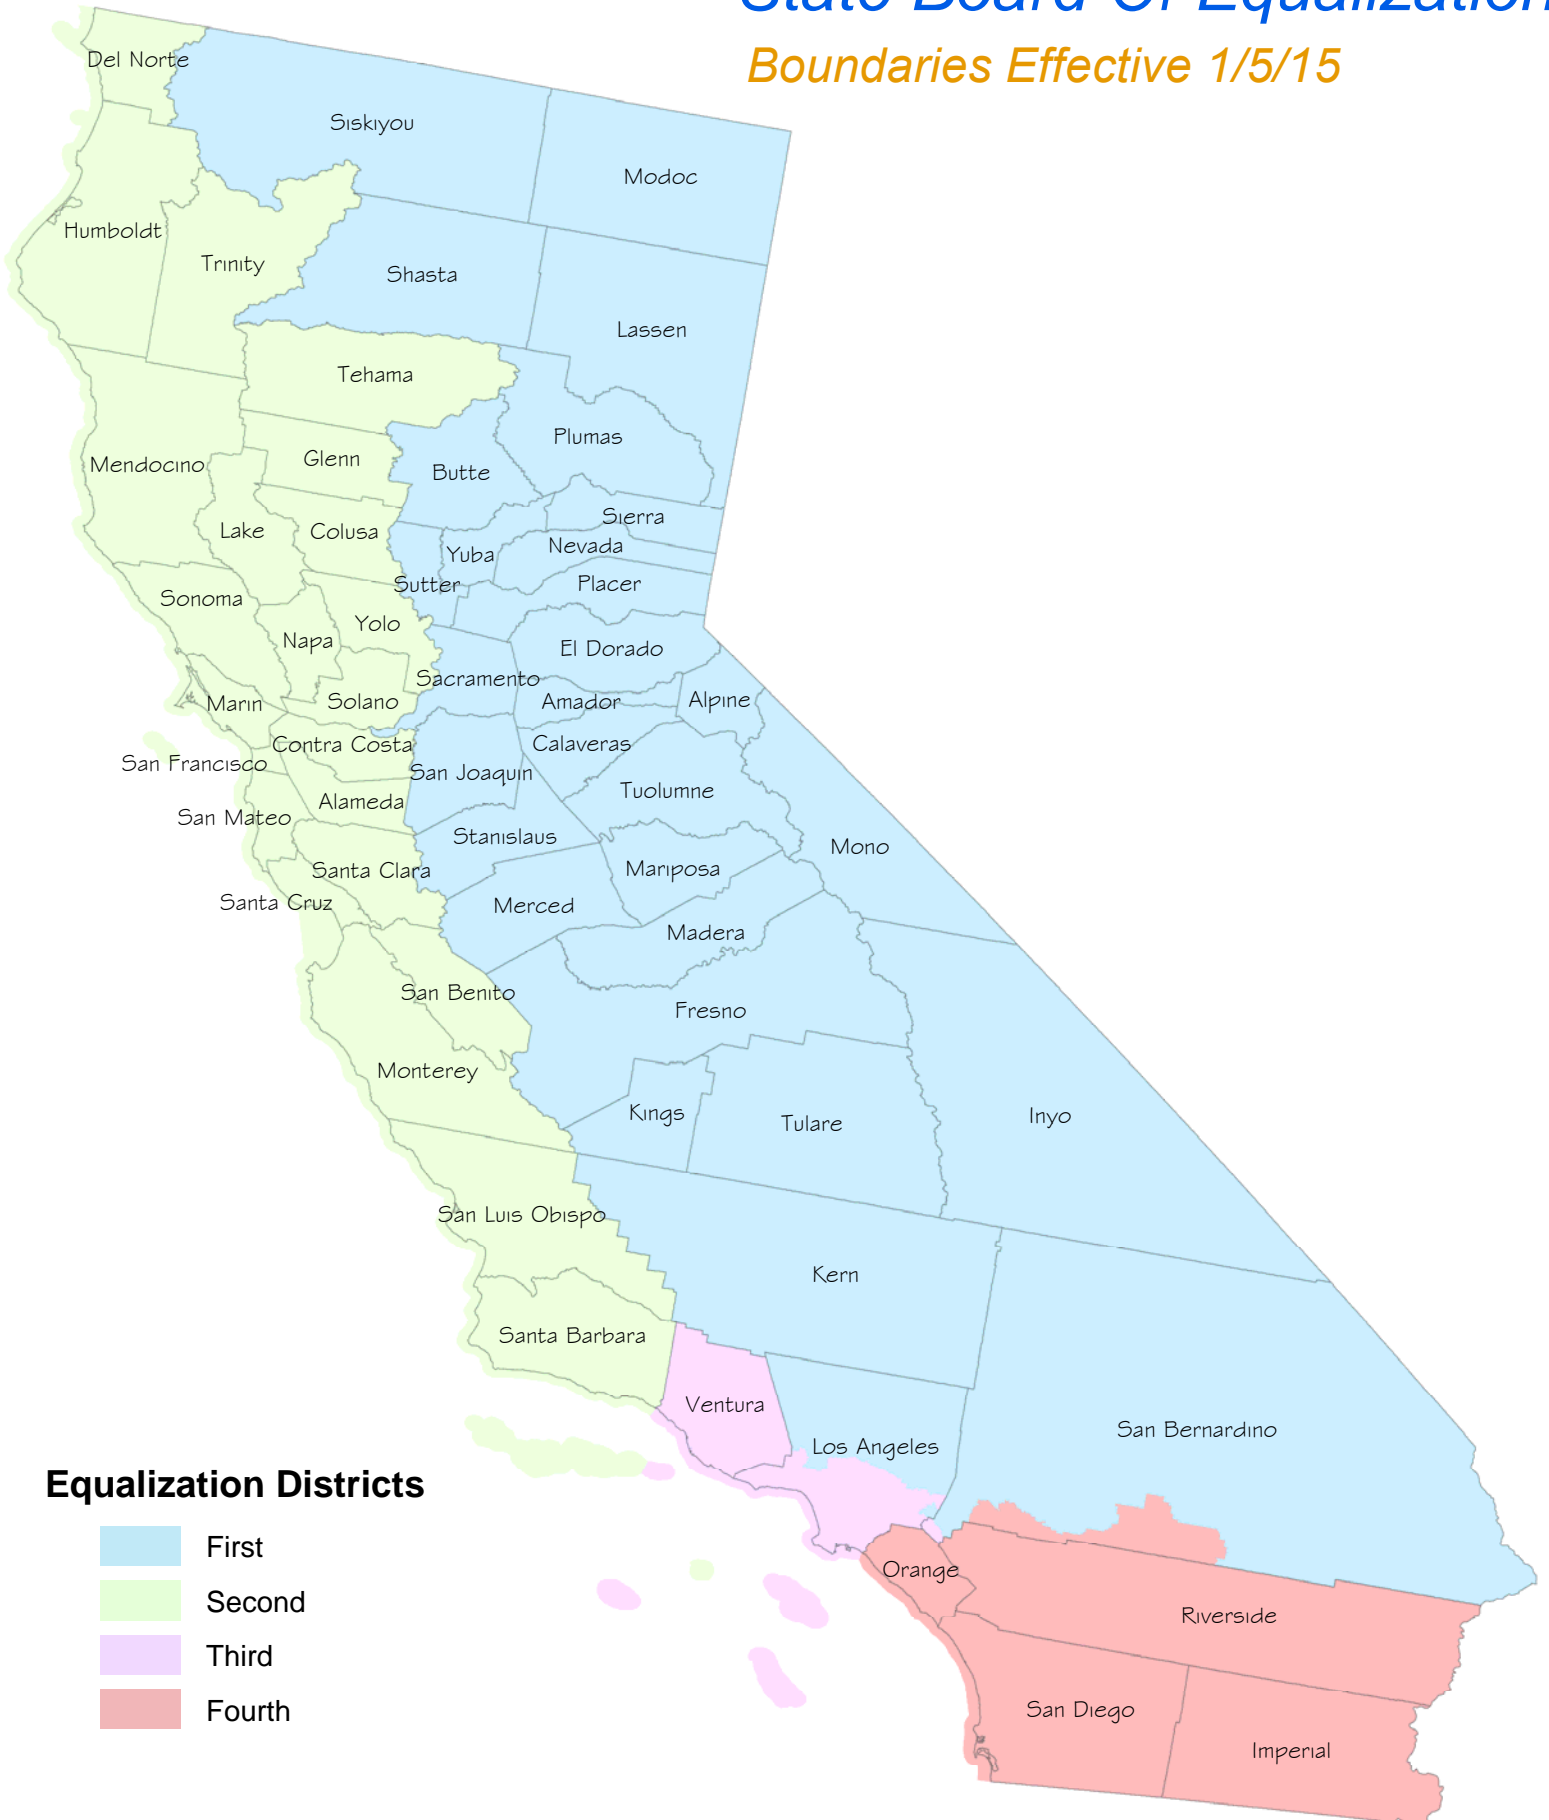 State Board Of Equalization
Boundaries Effective 1/5/15
Del Norte
Siskiyou
Modoc
Humboldt
Trinity
Shasta
Lassen
Tehama
Plumas
Mendocino
Glenn
Butte
Sierra
Lake
Colusa
Nevada
Yuba
Sutter
Placer
Sonoma
Yolo
Napa
El Dorado
Sacramento
Marin
Solano
Amador
Alpine
Contra Costa
Calaveras
San Francisco
San Joaquin
Tuolumne
Alameda
San Mateo
Stanislaus
Mono
Santa Clara
Mariposa
Santa Cruz
Merced
Madera
San Benito
Fresno
Monterey
Kings
Tulare
Inyo
San Luis Obispo
Kern
Santa Barbara
Ventura
Los Angeles
San Bernardino
Orange
Riverside
San Diego
Imperial
Equalization Districts
First
Second
Third
Fourth